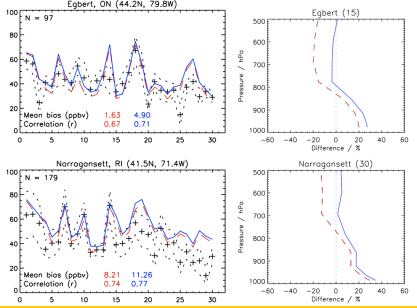 Egbert, ON (44.2N, 79.8W)
N = 97
100
80
60
40
20
0
Mean bias (ppbv) 1.63 4.90
Correlation (r) 0.67 0.71
0 5 10 15 20 25 30
Egbert (15)
Pressure / hPa
500
600
700
800
900
1000
-60 -40 -20 0 20 40 60
Difference / %
Narragansett, RI (41.5N, 71.4W)
N = 179
100
80
60
40
20
0
Mean bias (ppbv) 8.21 11.26
Correlation (r) 0.74 0.77
0 5 10 15 20 25 30
Narragansett (30)
Pressure / hPa
500
600
700
800
900
1000
-60 -40 -20 0 20 40 60
Difference / %